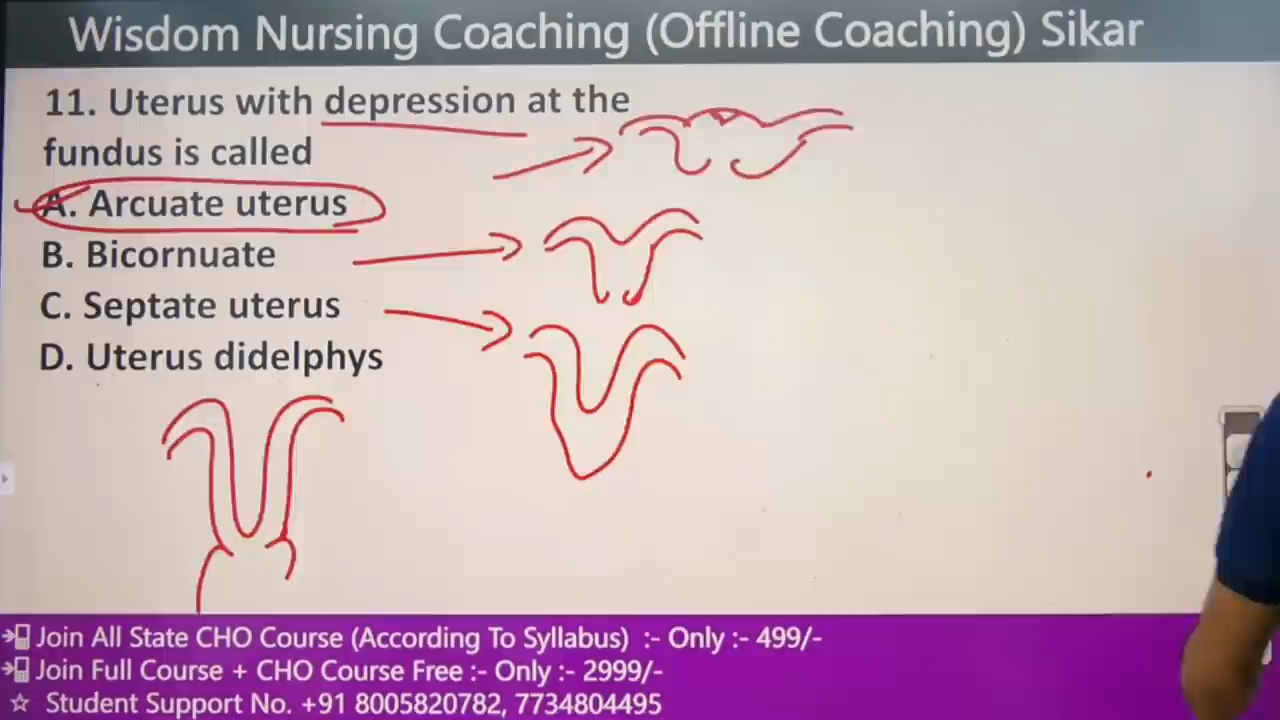 Wisdom Nursing Coaching (Offline Coaching) Sikar
11. Uterus with depression at the
fundus is called
A. Arcuate uterus
B. Bicornuate
C. Septate uterus
D. Uterus didelphys
Join All State CHO Course (According To Syllabus) :- Only :- 499/-
Join Full Course + CHO Course Free :- Only :- 2999/-
☆ Student Support No. +91 8005820782, 7734804495